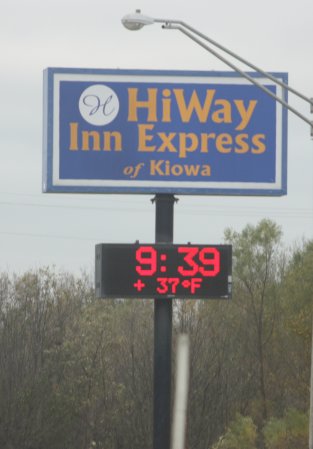 H
HiWay
Inn Express
of Kiowa
9:39
+ 37°F